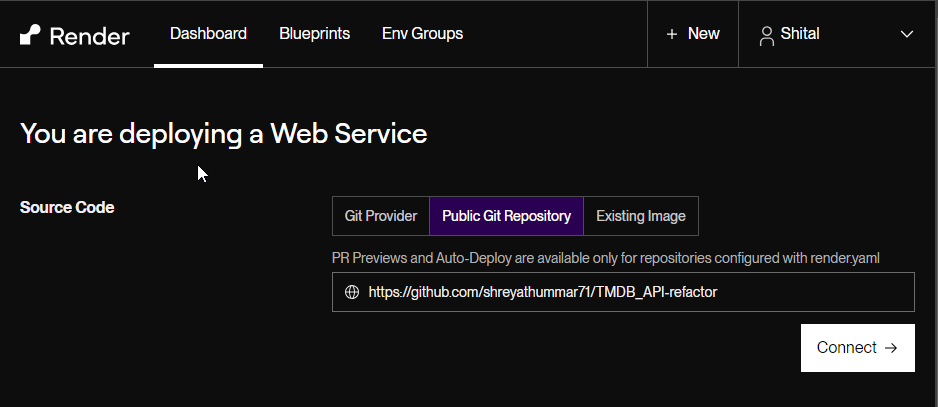 Render Dashboard Blueprints Env Groups + New Shital
You are deploying a Web Service
Source Code
Git Provider Public Git Repository Existing Image
PR Previews and Auto-Deploy are available only for repositories configured with render.yaml
https://github.com/shreyathummar71/TMDB_API-refactor
Connect →